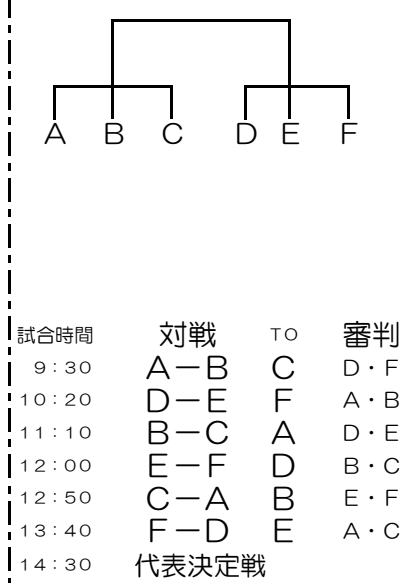 A B C D E F
試合時間 対戦 TO 審判
9：30 A－B C D・F
10：20 D－E F A・B
11：10 B－C A D・E
12：00 E－F D B・C
12：50 C－A B E・F
13：40 F－D E A・C
14：30 代表決定戦